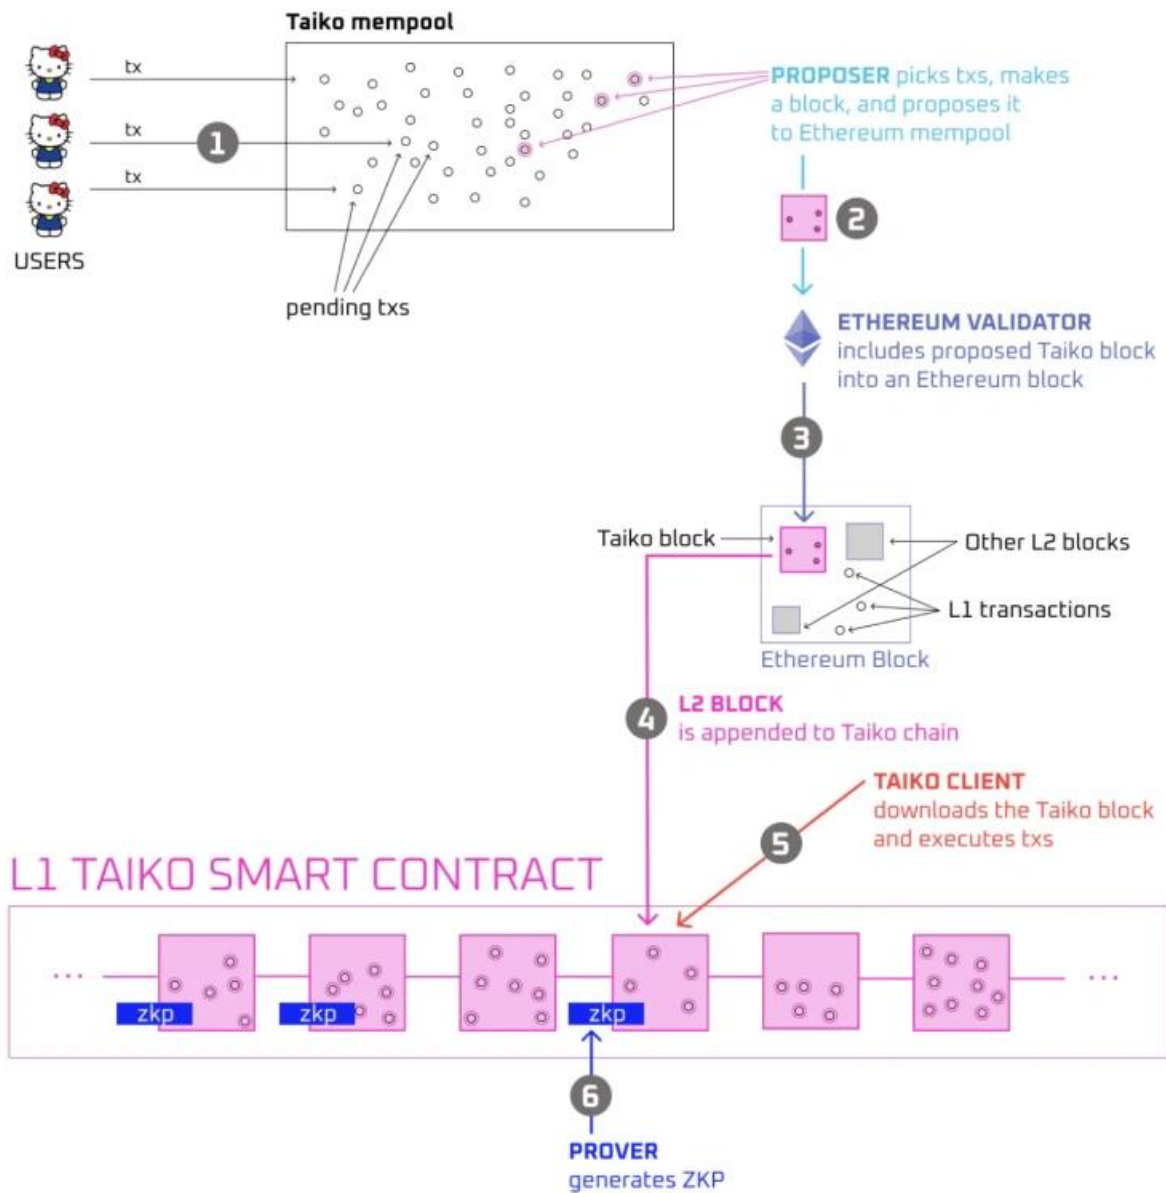 Taiko mempool
tx
tx
tx
1
USERS
pending txs
PROPOSER picks txs, makes
a block, and proposes it
to Ethereum mempool
2
ETHEREUM VALIDATOR
includes proposed Taiko block
into an Ethereum block
3
Taiko block
Other L2 blocks
L1 transactions
Ethereum Block
4
L2 BLOCK
is appended to Taiko chain
TAIKO CLIENT
downloads the Taiko block
and executes txs
5
L1 TAIKO SMART CONTRACT
...
...
zkp
zkp
zkp
6
PROVER
generates ZKP